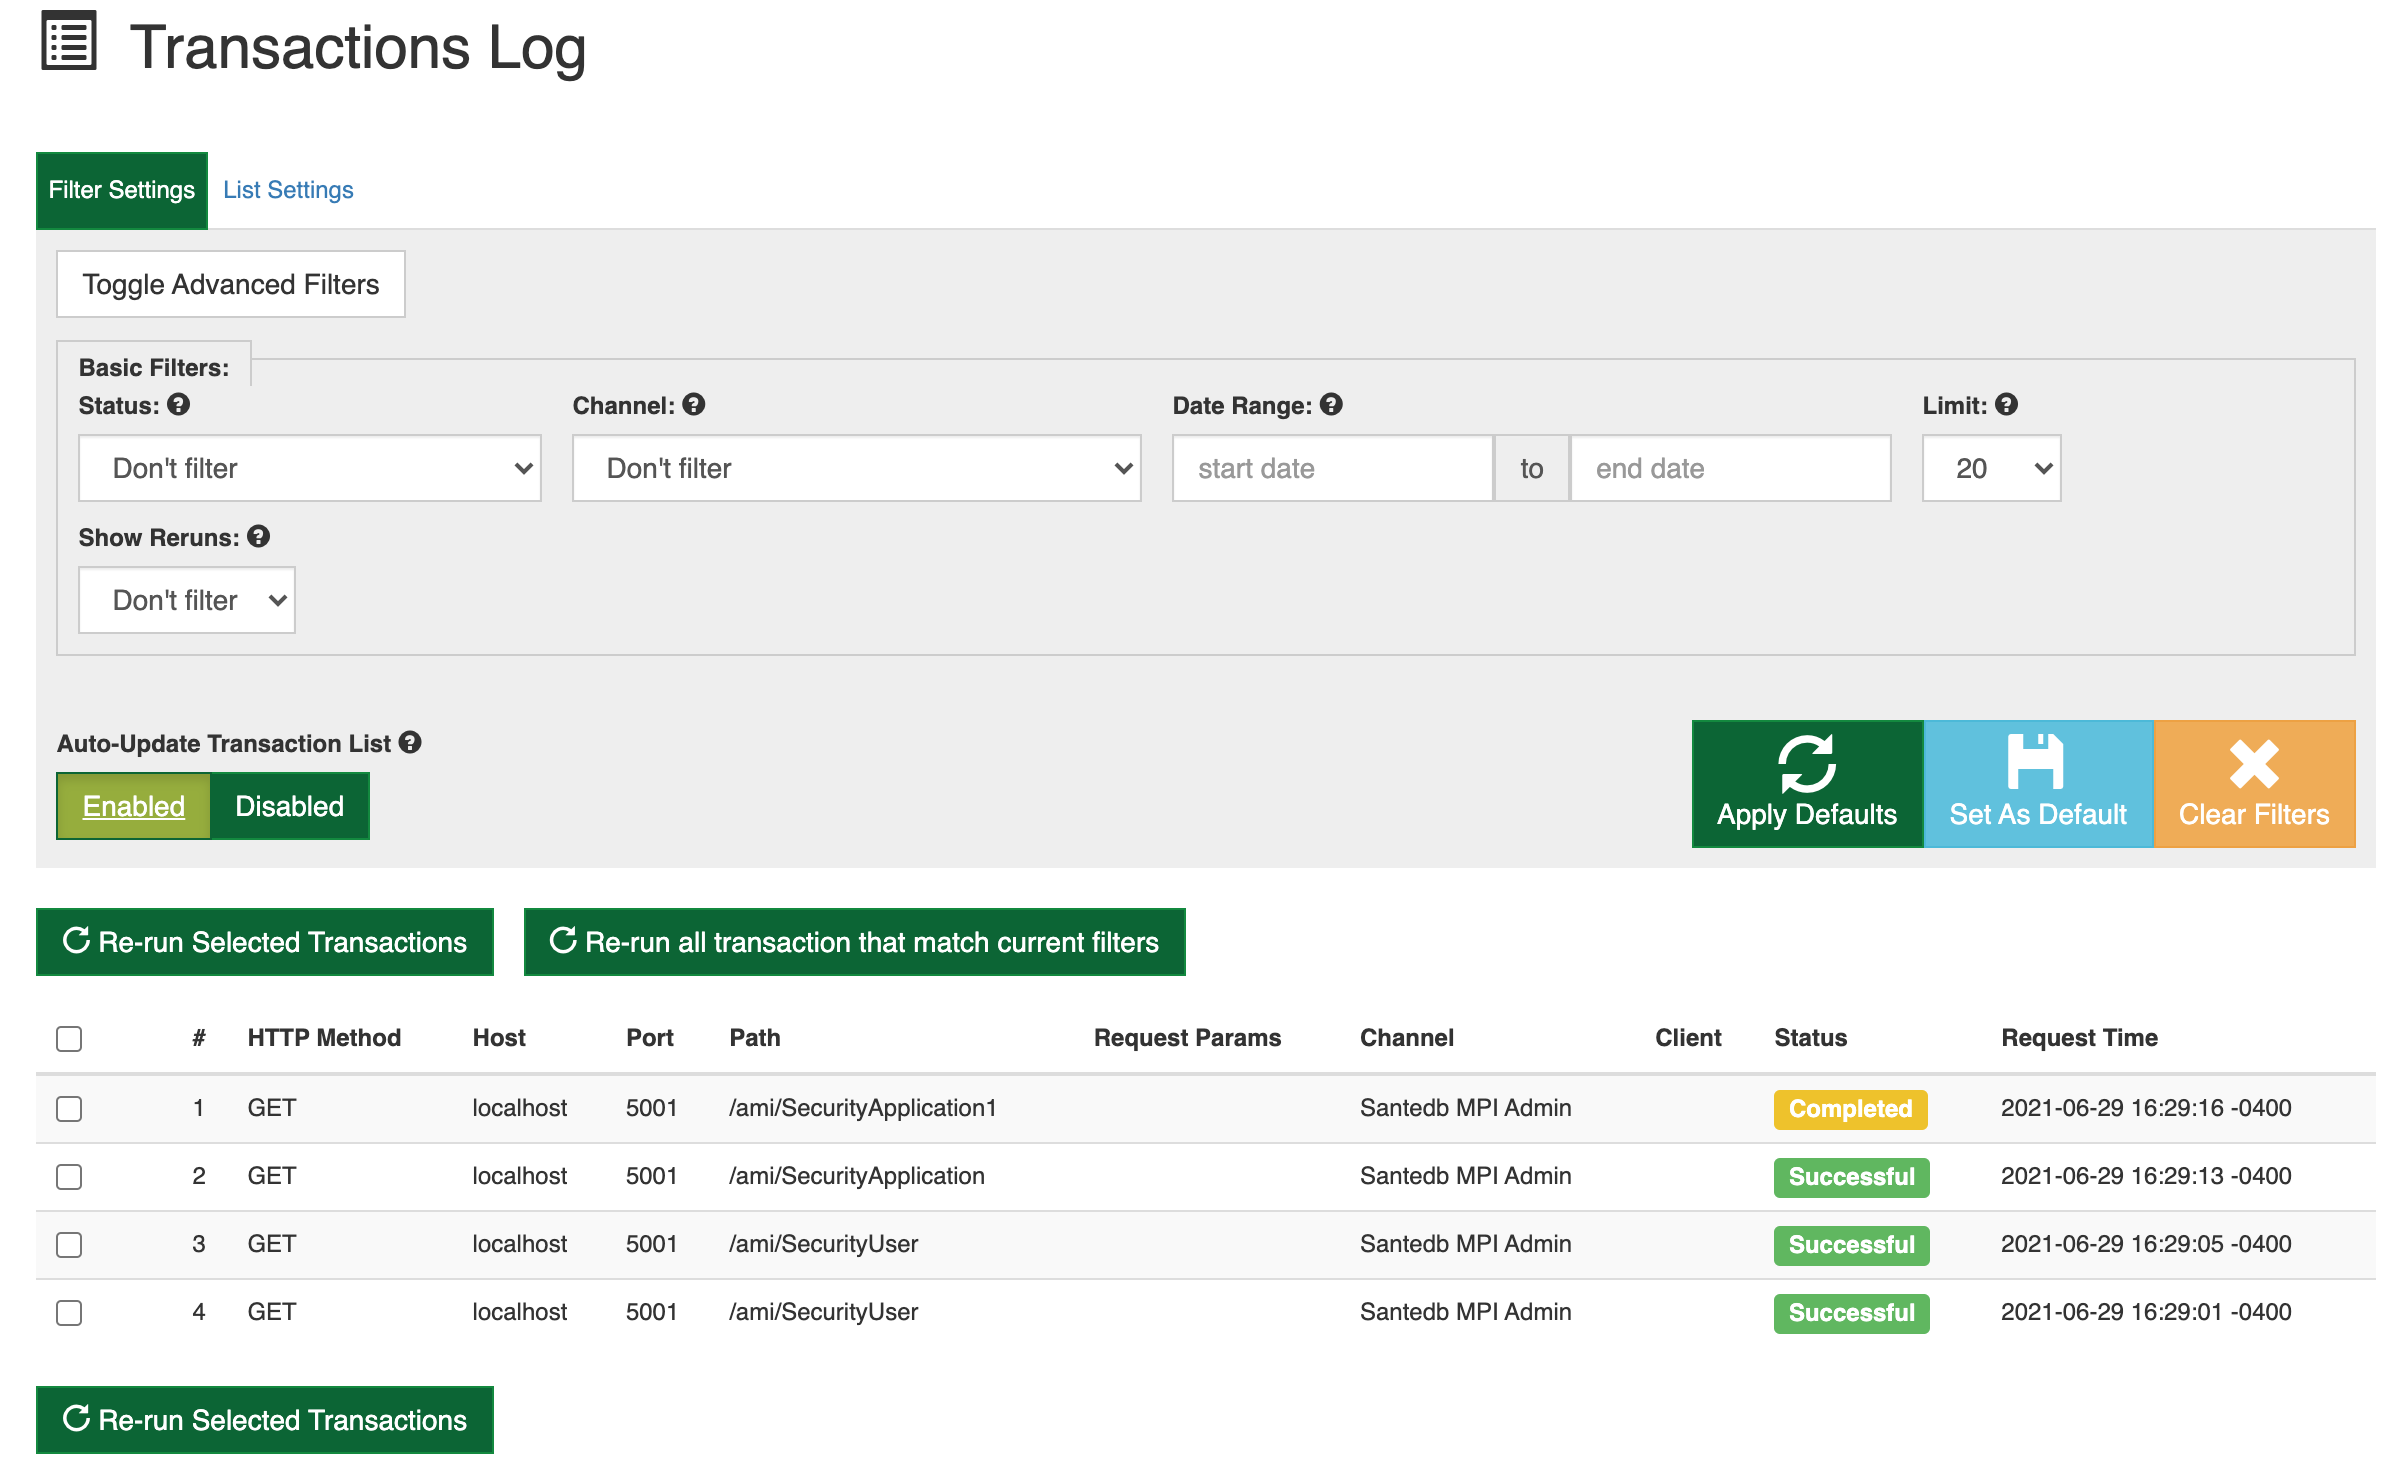 Transactions Log
Filter Settings List Settings
Toggle Advanced Filters
Basic Filters:
Status: Channel: Date Range: Limit:
Don't filter Don't filter start date to end date 20
Show Reruns:
Don't filter
Auto-Update Transaction List
Enabled Disabled
Apply Defaults Set As Default Clear Filters
Re-run Selected Transactions Re-run all transaction that match current filters
# HTTP Method Host Port Path Request Params Channel Client Status Request Time
1 GET localhost 5001 /ami/SecurityApplication1 Santedb MPI Admin Completed 2021-06-29 16:29:16 -0400
2 GET localhost 5001 /ami/SecurityApplication Santedb MPI Admin Successful 2021-06-29 16:29:13 -0400
3 GET localhost 5001 /ami/SecurityUser Santedb MPI Admin Successful 2021-06-29 16:29:05 -0400
4 GET localhost 5001 /ami/SecurityUser Santedb MPI Admin Successful 2021-06-29 16:29:01 -0400
Re-run Selected Transactions